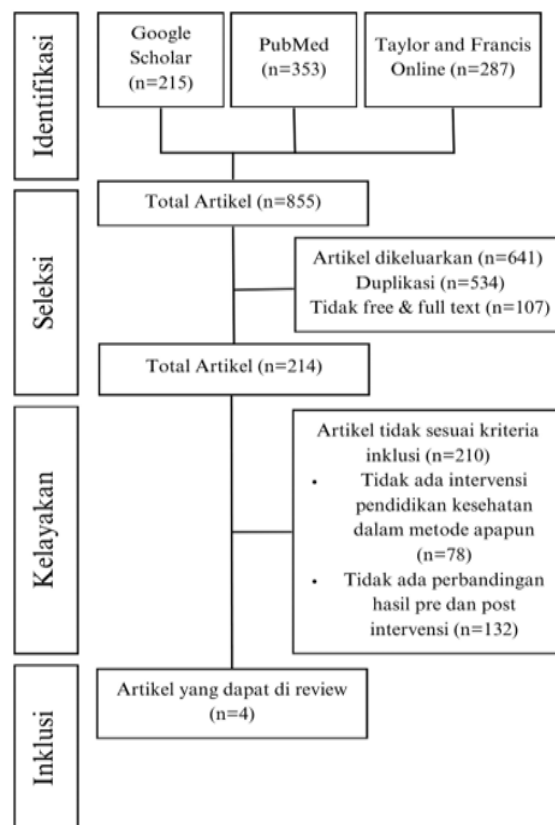 Identifikasi
Google
Scholar
(n=215)
PubMed
(n=353)
Taylor and Francis
Online (n=287)
Seleksi
Total Artikel (n=855)
Artikel dikeluarkan (n=641)
Duplikasi (n=534)
Tidak free & full text (n=107)
Total Artikel (n=214)
Kelayakan
Artikel tidak sesuai kriteria
inklusi (n=210)
• Tidak ada intervensi
pendidikan kesehatan
dalam metode apapun
(n=78)
• Tidak ada perbandingan
hasil pre dan post
intervensi (n=132)
Inklusi
Artikel yang dapat di review
(n=4)